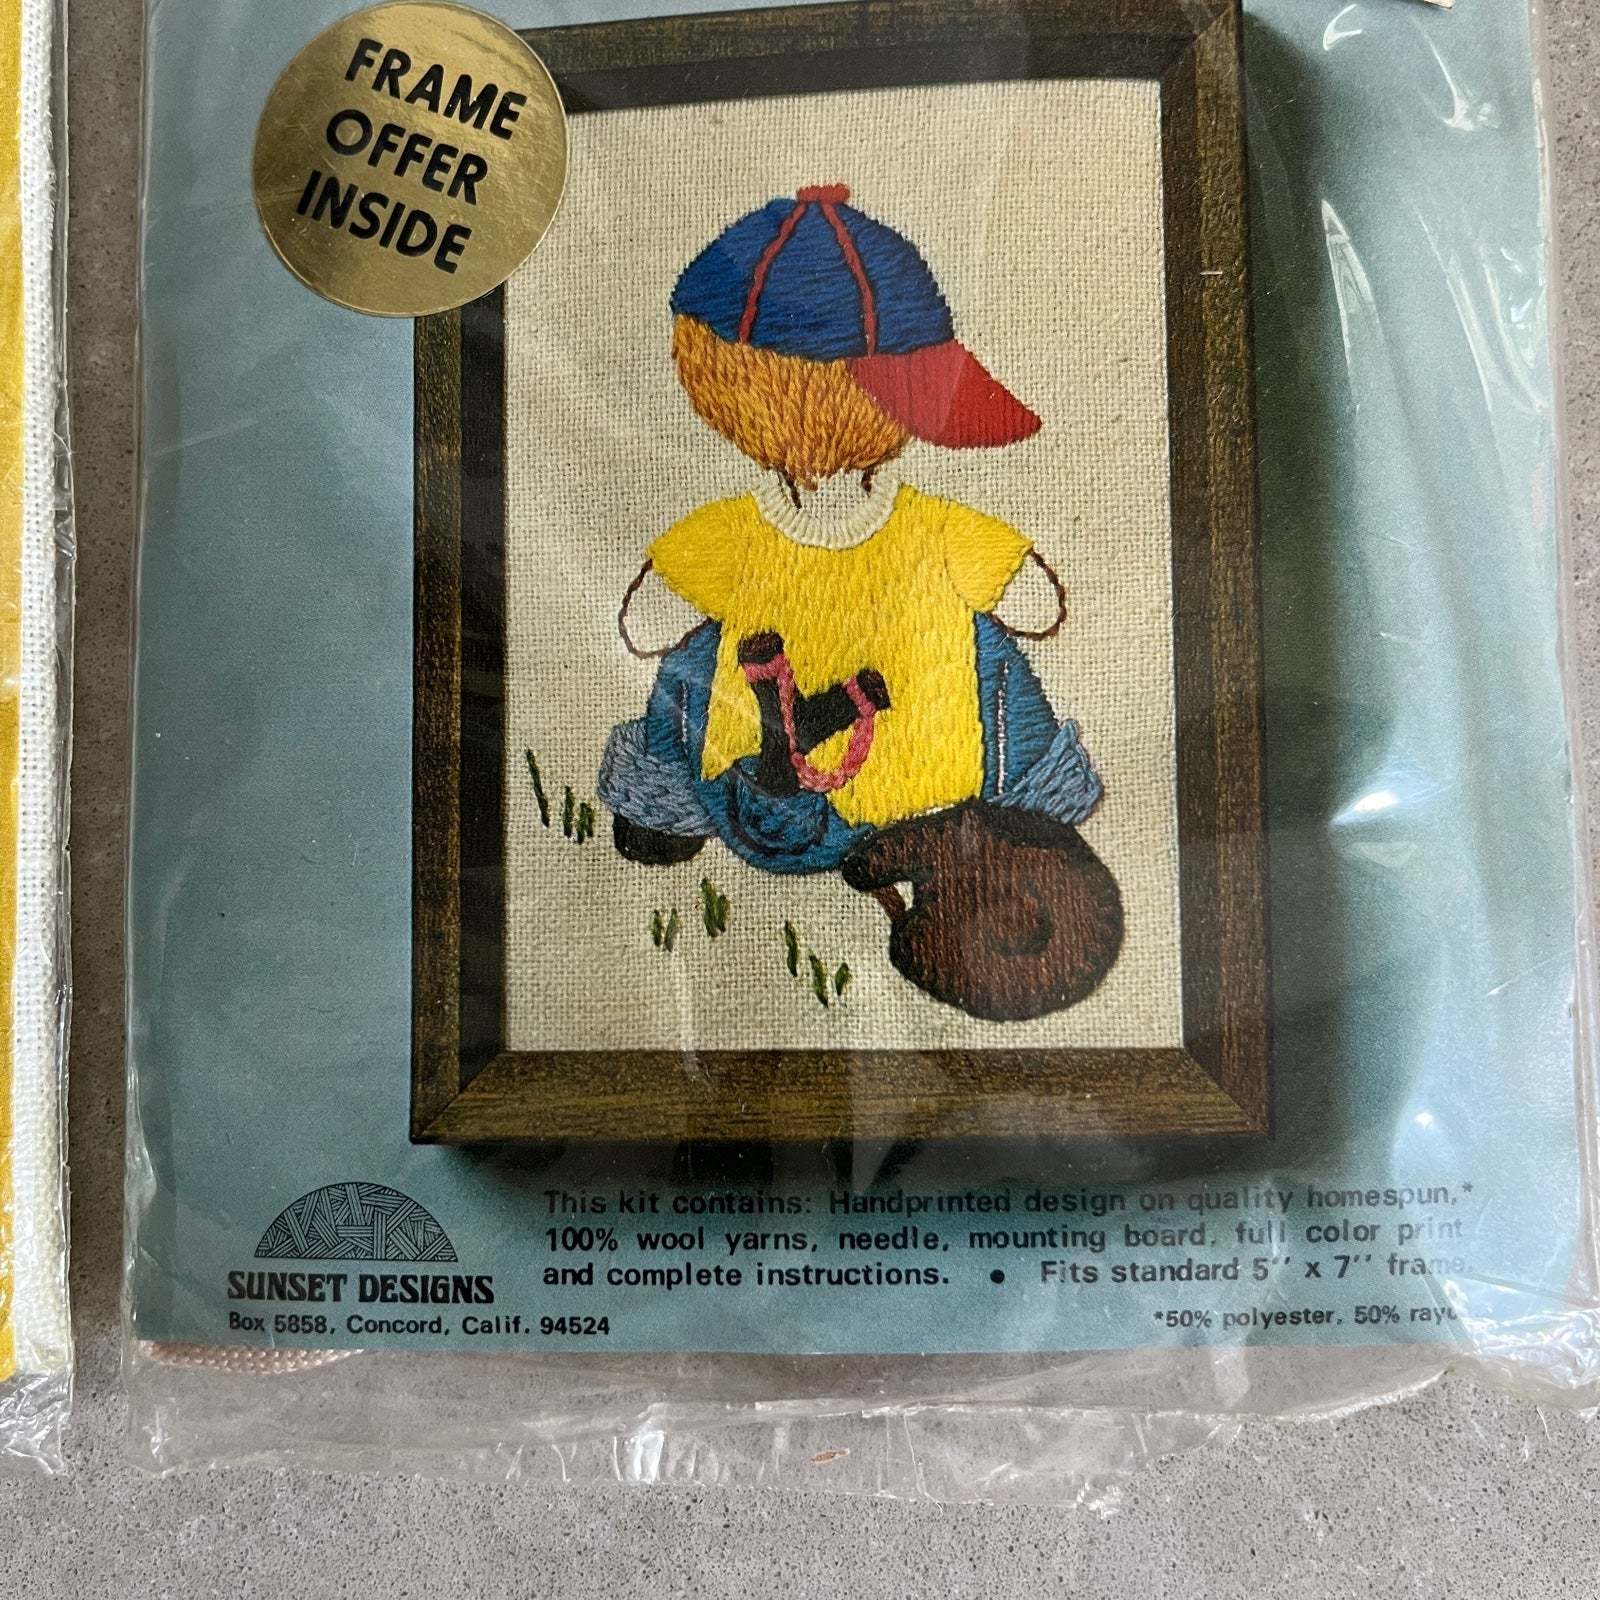 FRAME
OFFER
INSIDE
This kit contains: Handprinted design on quality homespun,*
100% wool yarns, needle, mounting board, full color print
and complete instructions. • Fits standard 5'' x 7'' frame.
SUNSET DESIGNS
Box 5858, Concord, Calif. 94524
*50% polyester, 50%